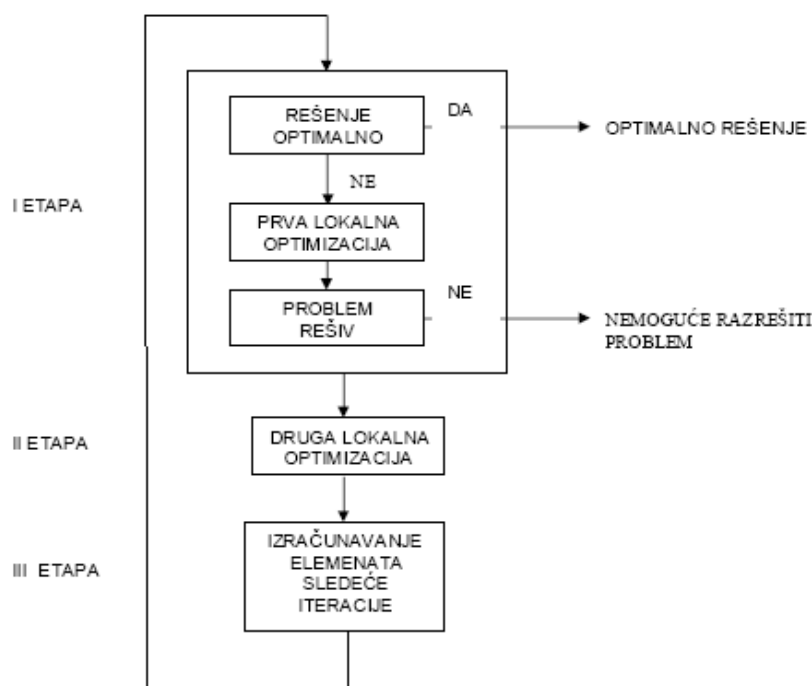 REŠENJE
OPTIMALNO
DA
OPTIMALNO REŠENJE
NE
I ETAPA
PRVA LOKALNA
OPTIMIZACIJA
PROBLEM
REŠIV
NE
NEMOGUĆE RAZREŠITI
PROBLEM
II ETAPA
DRUGA LOKALNA
OPTIMIZACIJA
III ETAPA
IZRAČUNAVANJE
ELEMENATA
SLEDEĆE
ITERACIJE